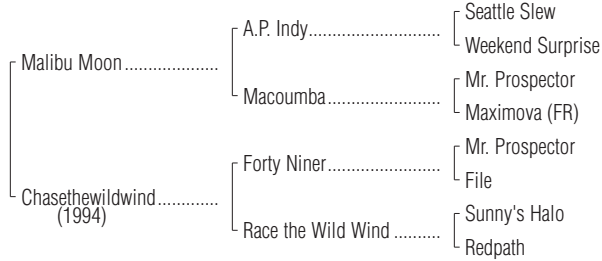 Seattle Slew
A.P. Indy............................
Weekend Surprise
Malibu Moon....................
Mr. Prospector
Macoumba........................
Maximova (FR)
Mr. Prospector
Forty Niner........................
File
Chasethewildwind.............
(1994)
Sunny's Halo
Race the Wild Wind ..........
Redpath